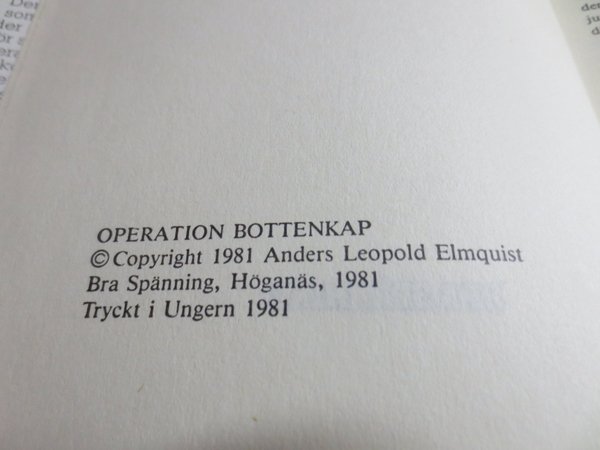 OPERATION BOTTENKAP
© Copyright 1981 Anders Leopold Elmquist
Bra Spänning, Höganäs, 1981
Tryckt i Ungern 1981